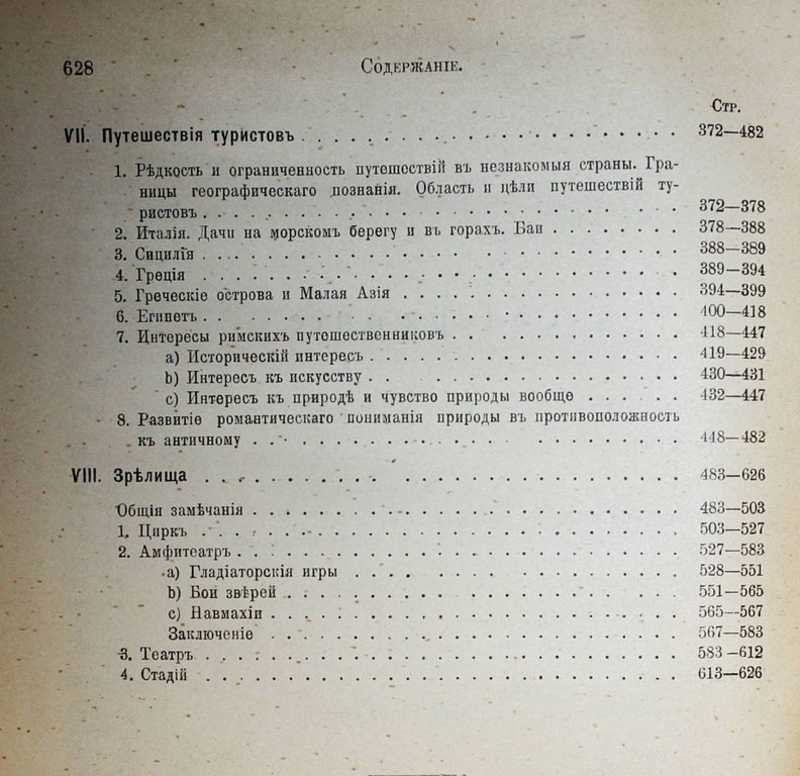 628 Содержаніе.
Стр.
VII. Путешествія туристовъ . . . . . . . . . . . . . . . . . . . 372—482
1. Рѣдкость и ограниченность путешествій въ незнакомыя страны. Гра-
ницы географическаго познанія. Область и цѣли путешествій ту-
ристовъ . . . . . . . . . . . . . . . . . . . . . . 372—378
2. Италія. Дачи на морскомъ берегу и въ горахъ. Баи . . . . . . . . 378—388
3. Сицилія . . . . . . . . . . . . . . . . . . . . . . 388—389
4. Греція . . . . . . . . . . . . . . . . . . . . . . 389—394
5. Греческіе острова и Малая Азія . . . . . . . . . . . . . . 394—399
6. Египетъ . . . . . . . . . . . . . . . . . . . . . . 400—418
7. Интересы римскихъ путешественниковъ . . . . . . . . . . . . 418—447
a) Историческій интересъ . . . . . . . . . . . . . . . . 419—429
b) Интересъ къ искусству . . . . . . . . . . . . . . . . 430—431
c) Интересъ къ природѣ и чувство природы вообще . . . . . . 432—447
8. Развитіе романтическаго пониманія природы въ противоположность
къ античному . . . . . . . . . . . . . . . . . . . . 448—482
VIII. Зрѣлища . . . . . . . . . . . . . . . . . . . . . . . 483—626
Общія замѣчанія . . . . . . . . . . . . . . . . . . . . 483—503
1. Циркъ . . . . . . . . . . . . . . . . . . . . . . . 503—527
2. Амфитеатръ . . . . . . . . . . . . . . . . . . . . . 527—583
a) Гладіаторскія игры . . . . . . . . . . . . . . . . . 528—551
b) Бои звѣрей . . . . . . . . . . . . . . . . . . . . 551—565
c) Навмахіи . . . . . . . . . . . . . . . . . . . . . 565—567
Заключеніе . . . . . . . . . . . . . . . . . . . . . 567—583
3. Театръ . . . . . . . . . . . . . . . . . . . . . . . 583—612
4. Стадій . . . . . . . . . . . . . . . . . . . . . . . 613—626